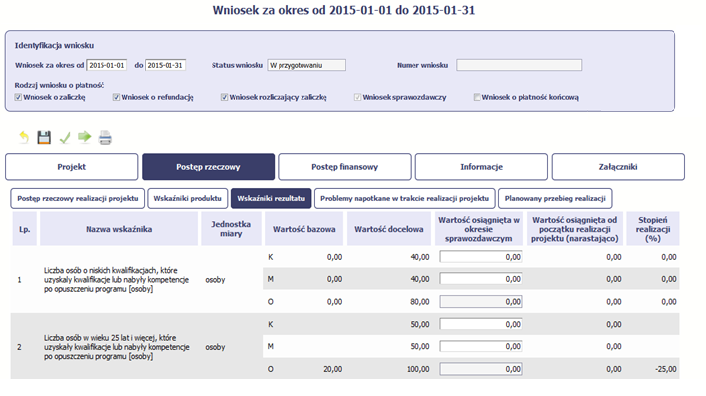 Wniosek za okres od 2015-01-01 do 2015-01-31
Identyfikacja wniosku
Wniosek za okres od 2015-01-01 do 2015-01-31 Status wniosku W przygotowaniu Numer wniosku
Rodzaj wniosku o płatność
Wniosek o zaliczkę Wniosek o refundację Wniosek rozliczający zaliczkę Wniosek sprawozdawczy Wniosek o płatność końcową
Projekt Postęp rzeczowy Postęp finansowy Informacje Załączniki
Postęp rzeczowy realizacji projektu Wskaźniki produktu Wskaźniki rezultatu Problemy napotkane w trakcie realizacji projektu Planowany przebieg realizacji
Lp. Nazwa wskaźnika Jednostka miary Wartość bazowa Wartość docelowa Wartość osiągnięta w okresie sprawozdawczym Wartość osiągnięta od początku realizacji projektu (narastająco) Stopień realizacji (%)
1 Liczba osób o niskich kwalifikacjach, które uzyskały kwalifikacje lub nabyły kompetencje po opuszczeniu programu [osoby] osoby
K 0,00 40,00 0,00 0,00 0,00
M 0,00 40,00 0,00 0,00 0,00
O 0,00 80,00 0,00 0,00 0,00
2 Liczba osób w wieku 25 lat i więcej, które uzyskały kwalifikacje lub nabyły kompetencje po opuszczeniu programu [osoby] osoby
K 50,00 0,00 0,00
M 50,00 0,00 0,00
O 20,00 100,00 0,00 0,00 -25,00